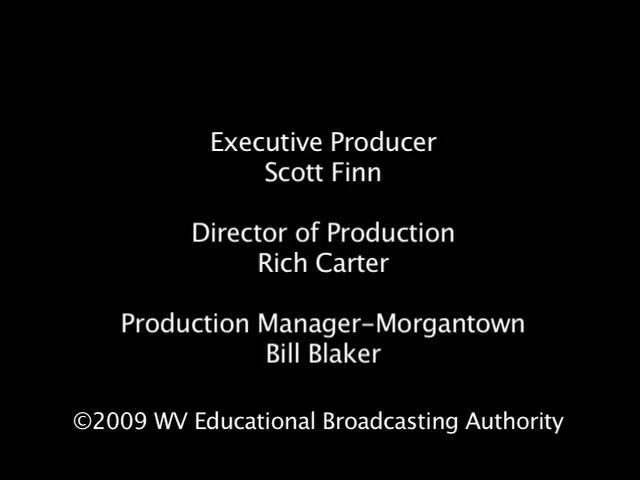 Executive Producer
Scott Finn
Director of Production
Rich Carter
Production Manager–Morgantown
Bill Blaker
©2009 WV Educational Broadcasting Authority